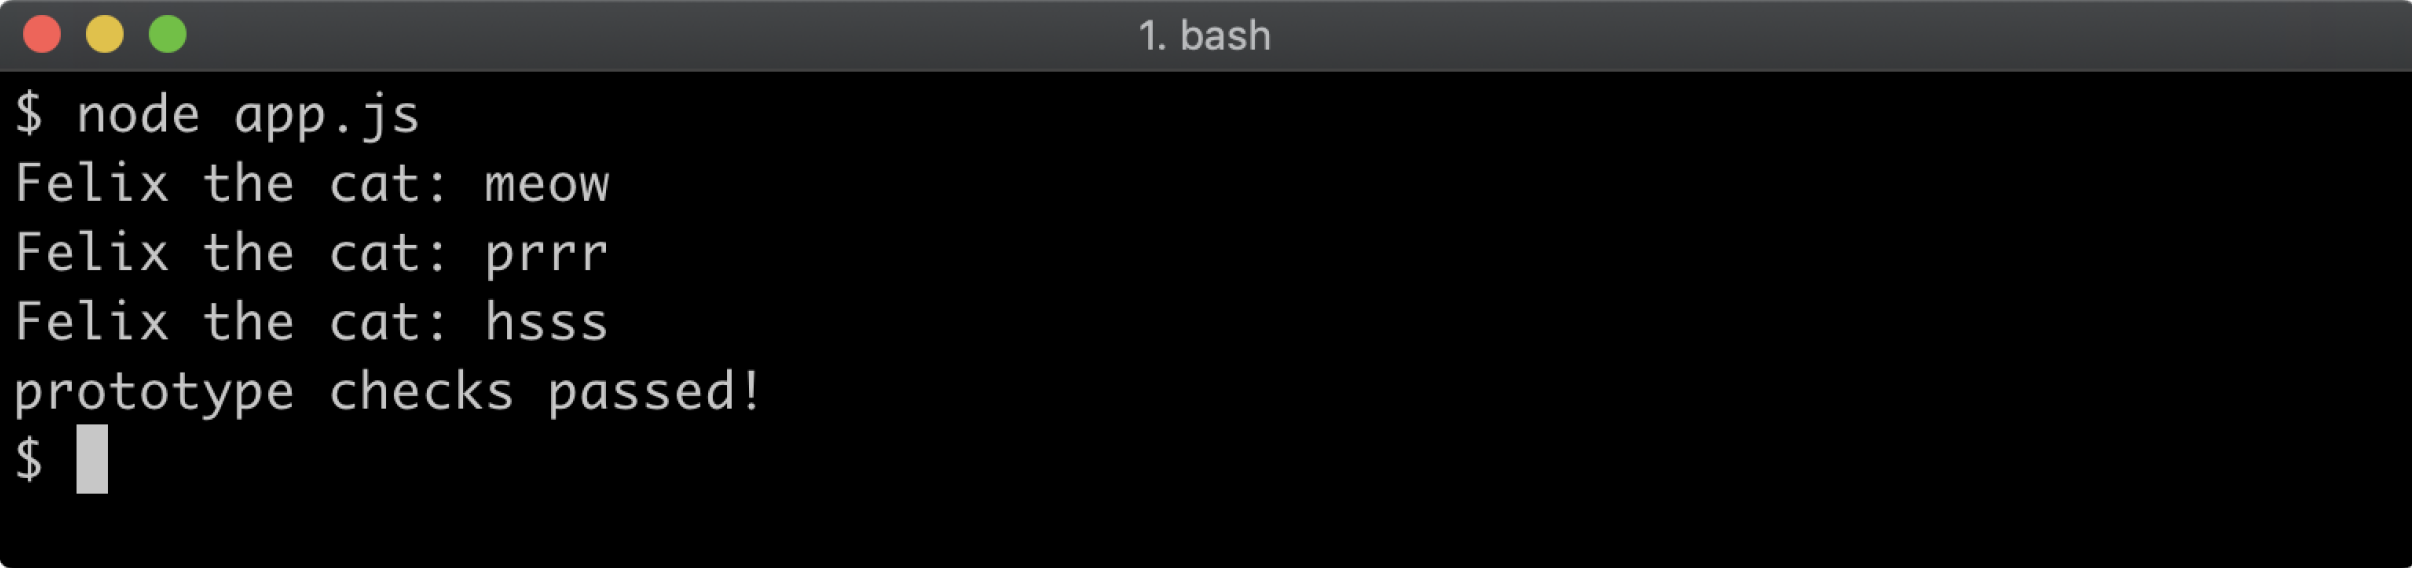 1. bash
$ node app.js
Felix the cat: meow
Felix the cat: prrr
Felix the cat: hsss
prototype checks passed!
$